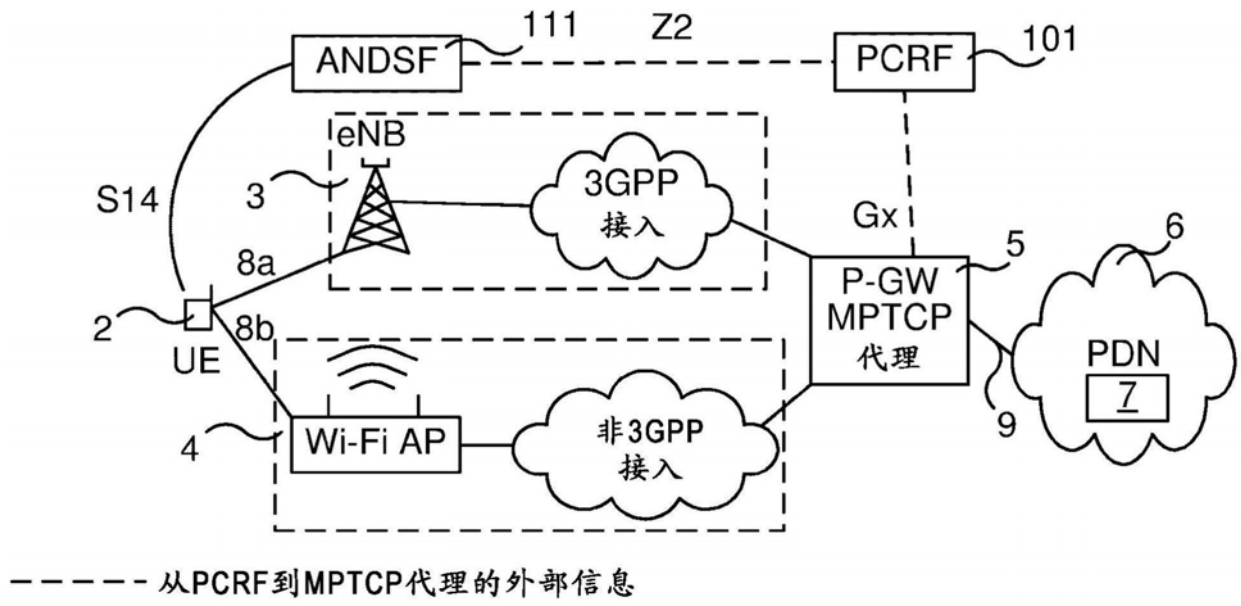 111
Z2
ANDSF
PCRF
101
eNB
3
3GPP
接入
S14
Gx
8a
5
6
P-GW
MPTCP
代理
2
8b
UE
PDN
7
9
4
Wi-Fi AP
非3GPP
接入
从PCRF到MPTCP代理的外部信息